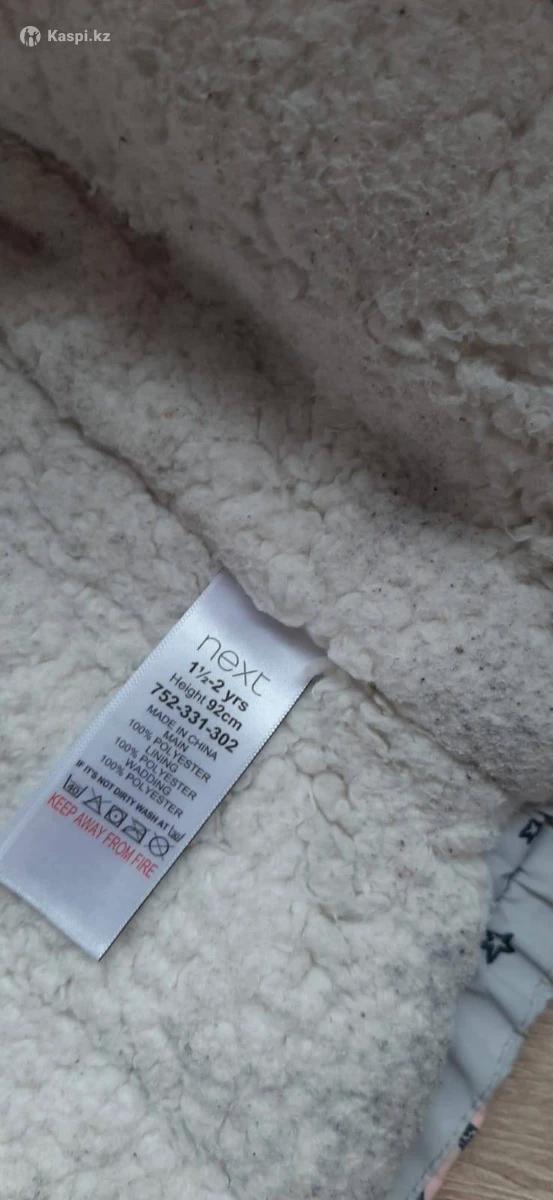 Kaspi.kz
next
1½-2 yrs
Height 92cm
752-331-302
MADE IN CHINA
MAIN
100% POLYESTER
LINING
100% POLYESTER
WADDING
100% POLYESTER
IF IT'S NOT DIRTY WASH AT
KEEP AWAY FROM FIRE